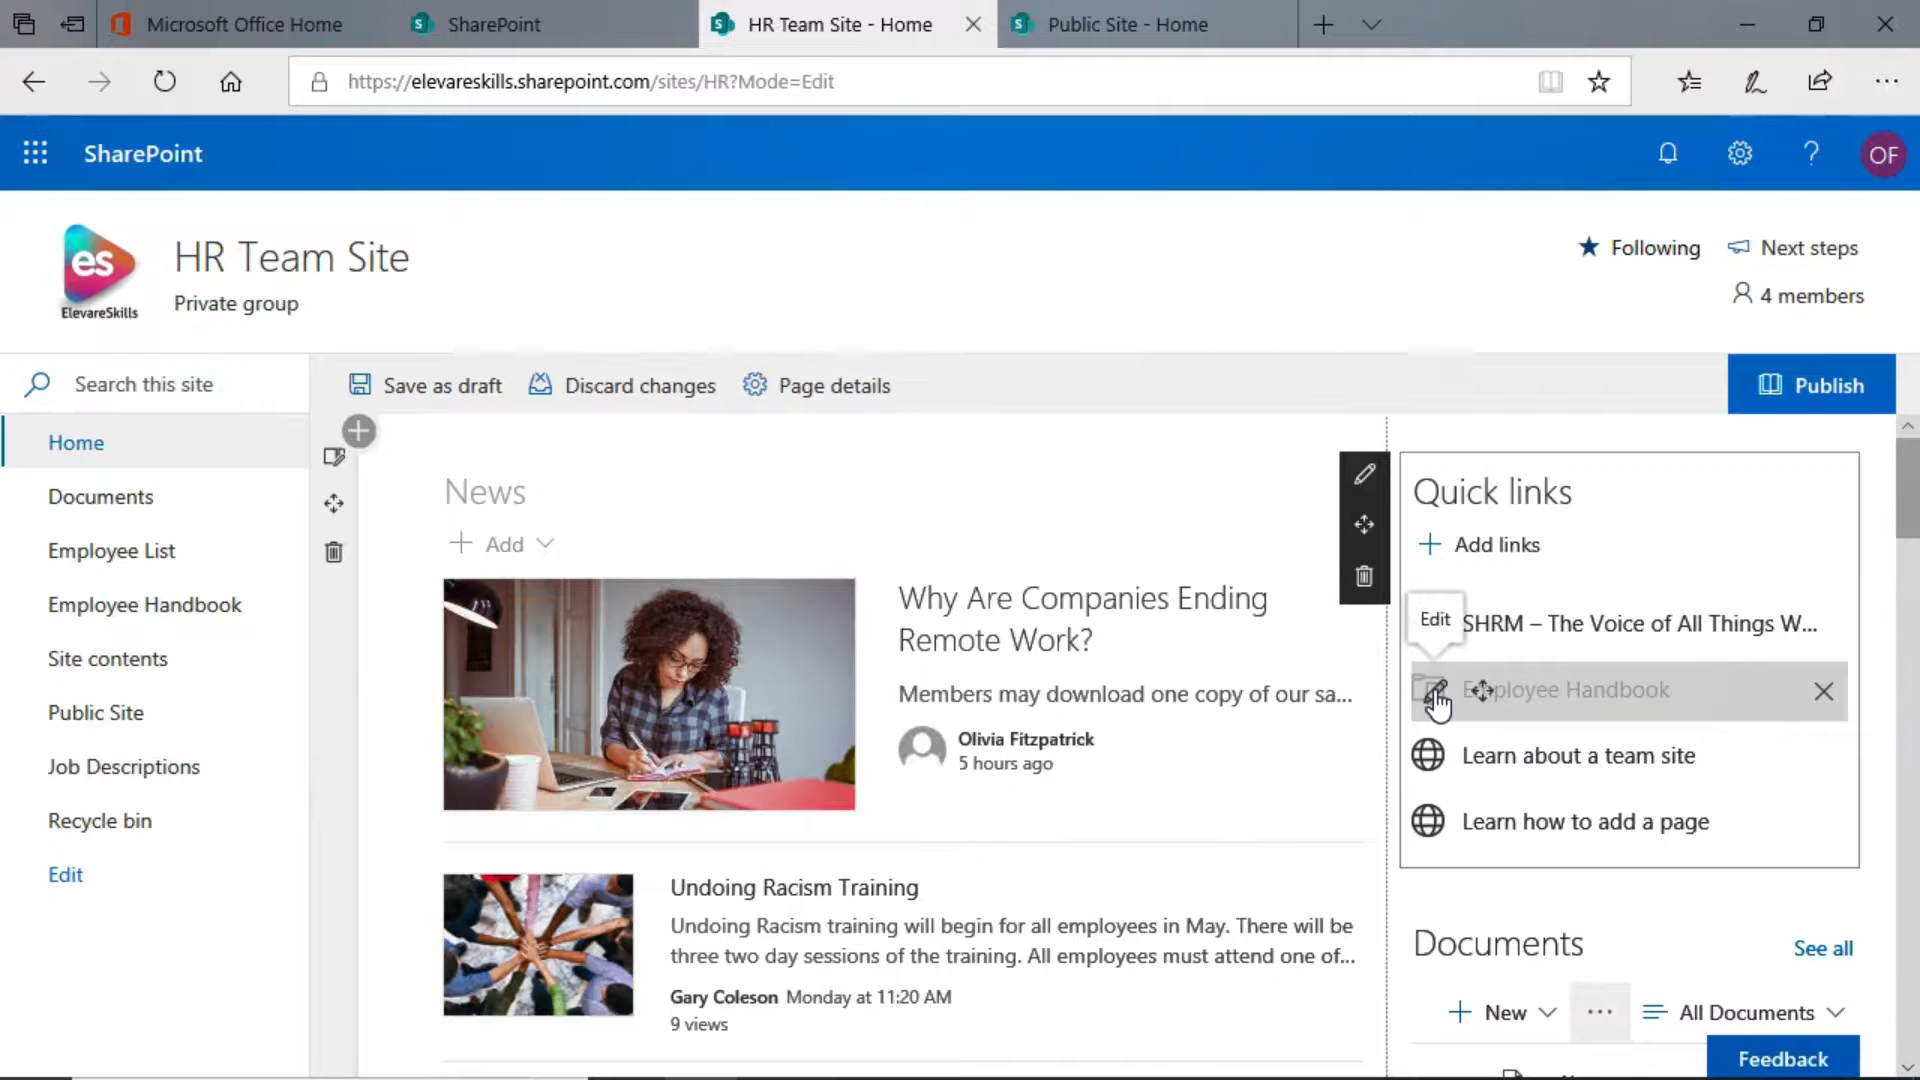 Microsoft Office Home
SharePoint
HR Team Site - Home
Public Site - Home
https://elevareskills.sharepoint.com/sites/HR?Mode=Edit
SharePoint
OF
es
ElevareSkills
HR Team Site
Private group
Following
Next steps
4 members
Search this site
Save as draft
Discard changes
Page details
Publish
Home
Documents
Employee List
Employee Handbook
Site contents
Public Site
Job Descriptions
Recycle bin
Edit
News
Add
Why Are Companies Ending
Remote Work?
Members may download one copy of our sa...
Olivia Fitzpatrick
5 hours ago
Undoing Racism Training
Undoing Racism training will begin for all employees in May. There will be
three two day sessions of the training. All employees must attend one of...
Gary Coleson Monday at 11:20 AM
9 views
Quick links
Add links
Edit
SHRM – The Voice of All Things W...
Employee Handbook
Learn about a team site
Learn how to add a page
Documents
See all
New
All Documents
Feedback